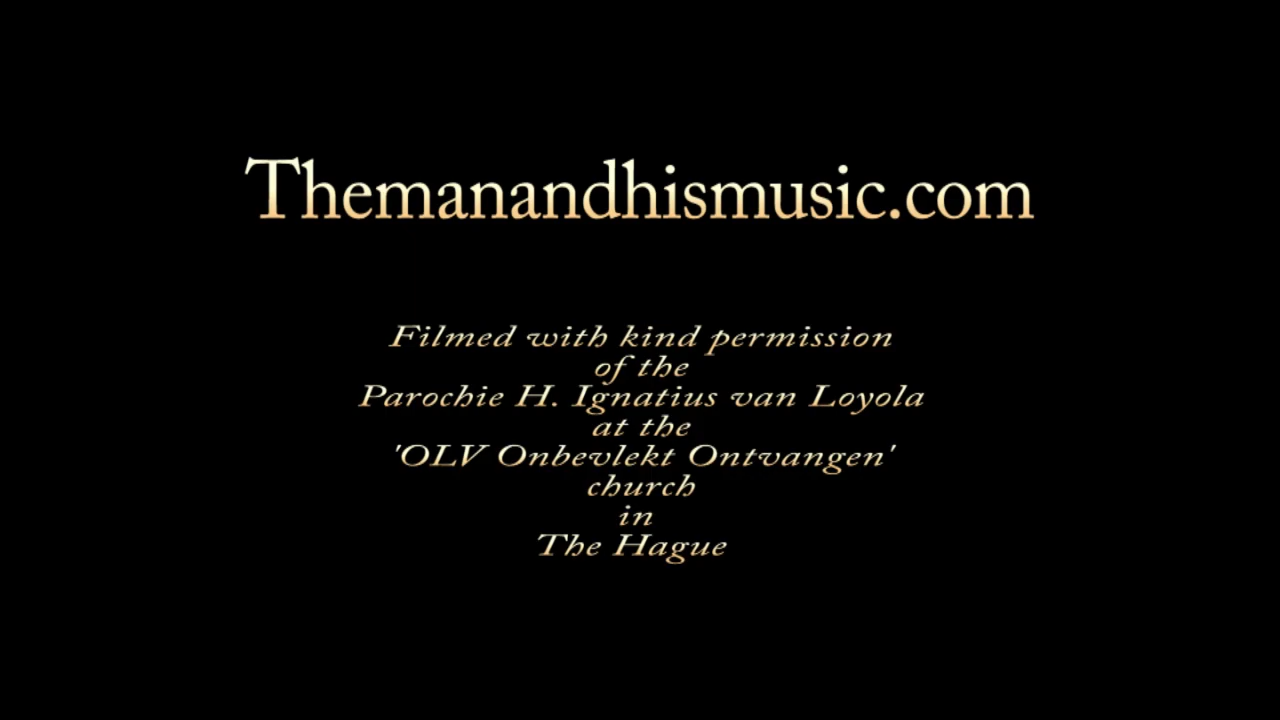 Themanandhismusic.com
Filmed with kind permission
of the
Parochie H. Ignatius van Loyola
at the
'OLV Onbevlekt Ontvangen'
church
in
The Hague